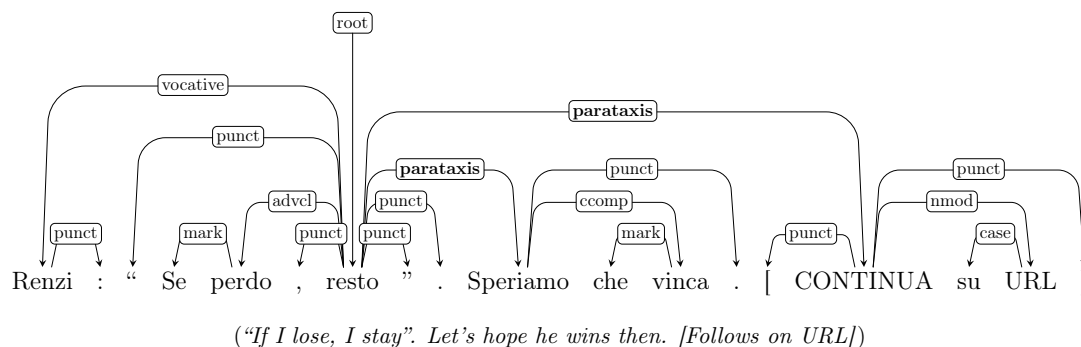 root
vocative
parataxis
punct
parataxis punct punct
advcl punct ccomp nmod
punct mark punct punct mark punct case
Renzi : “ Se perdo , resto ” . Speriamo che vinca . [ CONTINUA su URL
(“If I lose, I stay”. Let's hope he wins then. [Follows on URL])